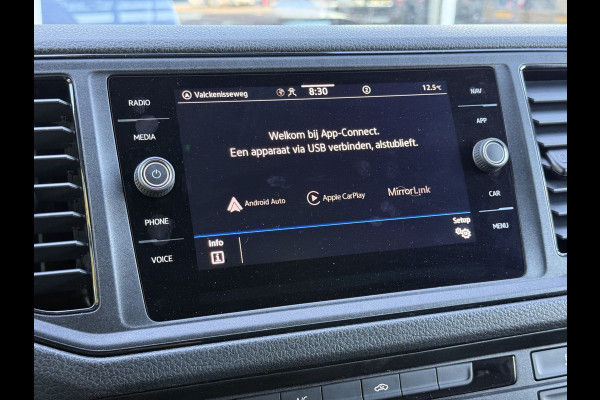 RADIO
MEDIA
PHONE
VOICE
Valckenisseweg
8:30
2
12.5°C
Welkom bij App-Connect.
Een apparaat via USB verbinden, alstublieft.
Android Auto
Apple CarPlay
MirrorLink
Info
Setup
NAV
APP
CAR
MENU
A/C